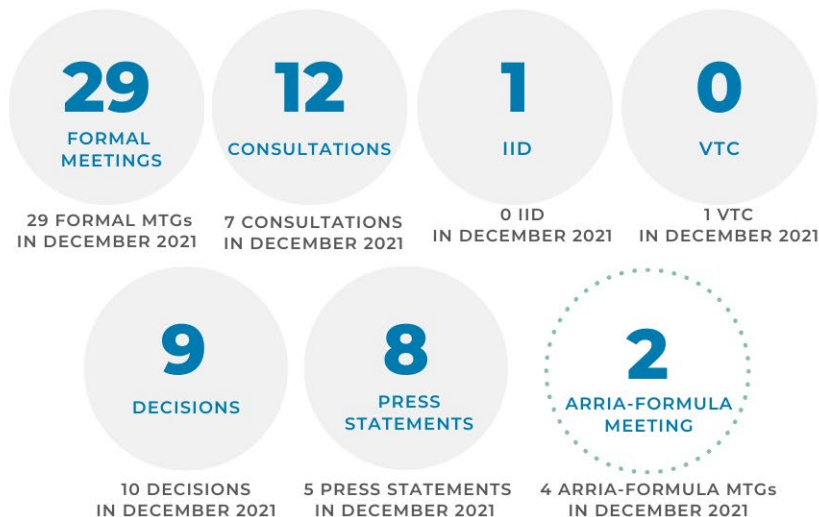 29
FORMAL
MEETINGS
29 FORMAL MTGs
IN DECEMBER 2021
12
CONSULTATIONS
7 CONSULTATIONS
IN DECEMBER 2021
1
IID
0 IID
IN DECEMBER 2021
0
VTC
1 VTC
IN DECEMBER 2021
9
DECISIONS
10 DECISIONS
IN DECEMBER 2021
8
PRESS
STATEMENTS
5 PRESS STATEMENTS
IN DECEMBER 2021
2
ARRIA-FORMULA
MEETING
4 ARRIA-FORMULA MTGs
IN DECEMBER 2021